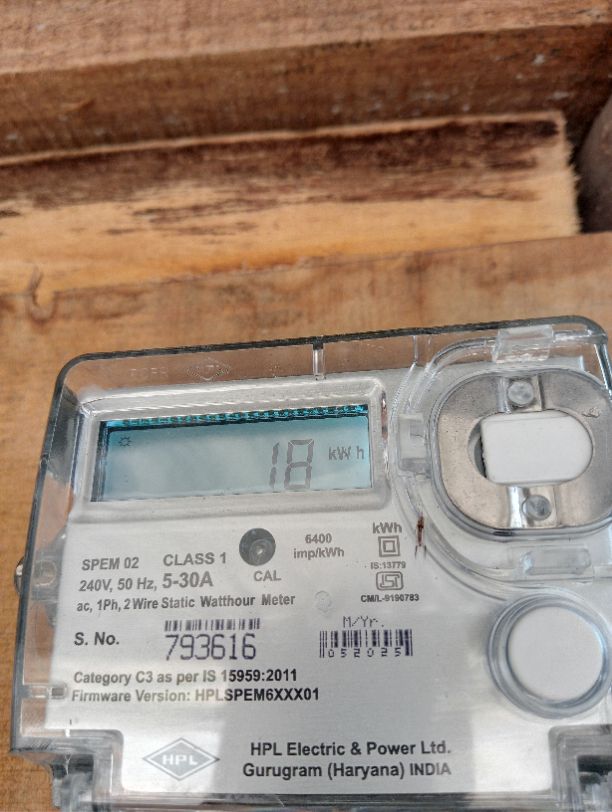 18 kWh
SPEM 02 CLASS 1 CAL 6400 imp/kWh kWh
240V, 50 Hz, 5-30A IS:13779
ac, 1Ph, 2Wire Static Watthour Meter CM/L-9190783
S. No. 793616 M/Yr. 052025
Category C3 as per IS 15959:2011
Firmware Version: HPLSPEM6XXX01
HPL HPL Electric & Power Ltd.
Gurugram (Haryana) INDIA